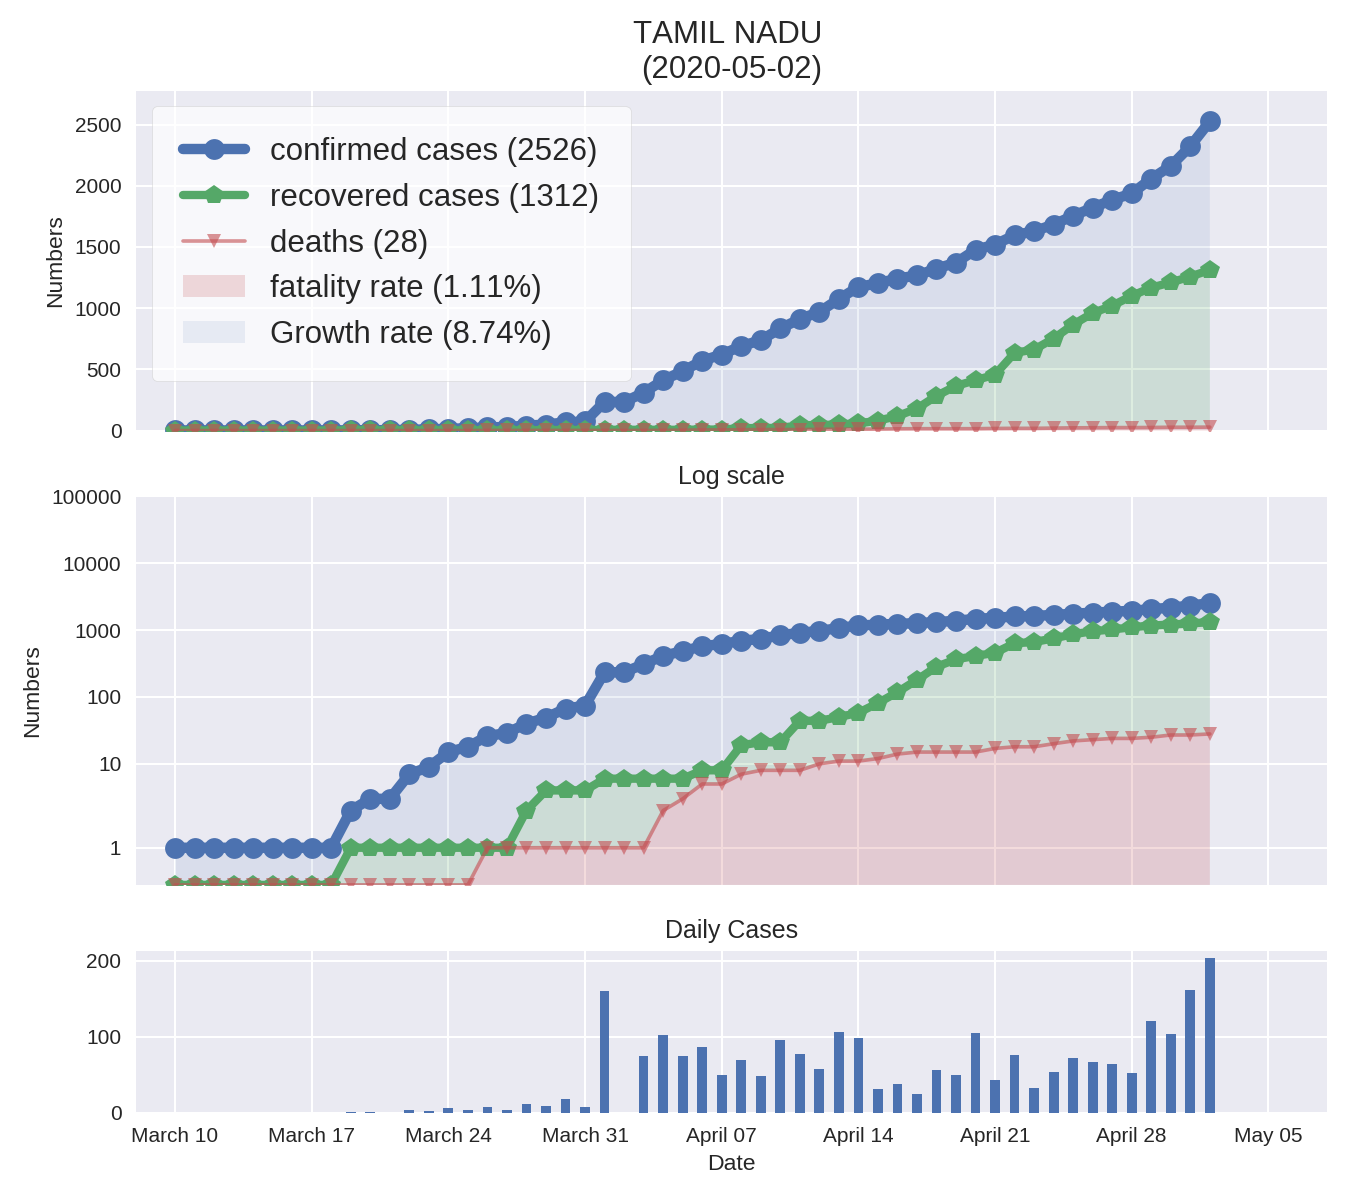 TAMIL NADU
(2020-05-02)
2500
2000
1500
1000
500
0
Numbers
confirmed cases (2526)
recovered cases (1312)
deaths (28)
fatality rate (1.11%)
Growth rate (8.74%)
Log scale
100000
10000
1000
100
10
1
Numbers
Daily Cases
200
100
0
March 10 March 17 March 24 March 31 April 07 April 14 April 21 April 28 May 05
Date